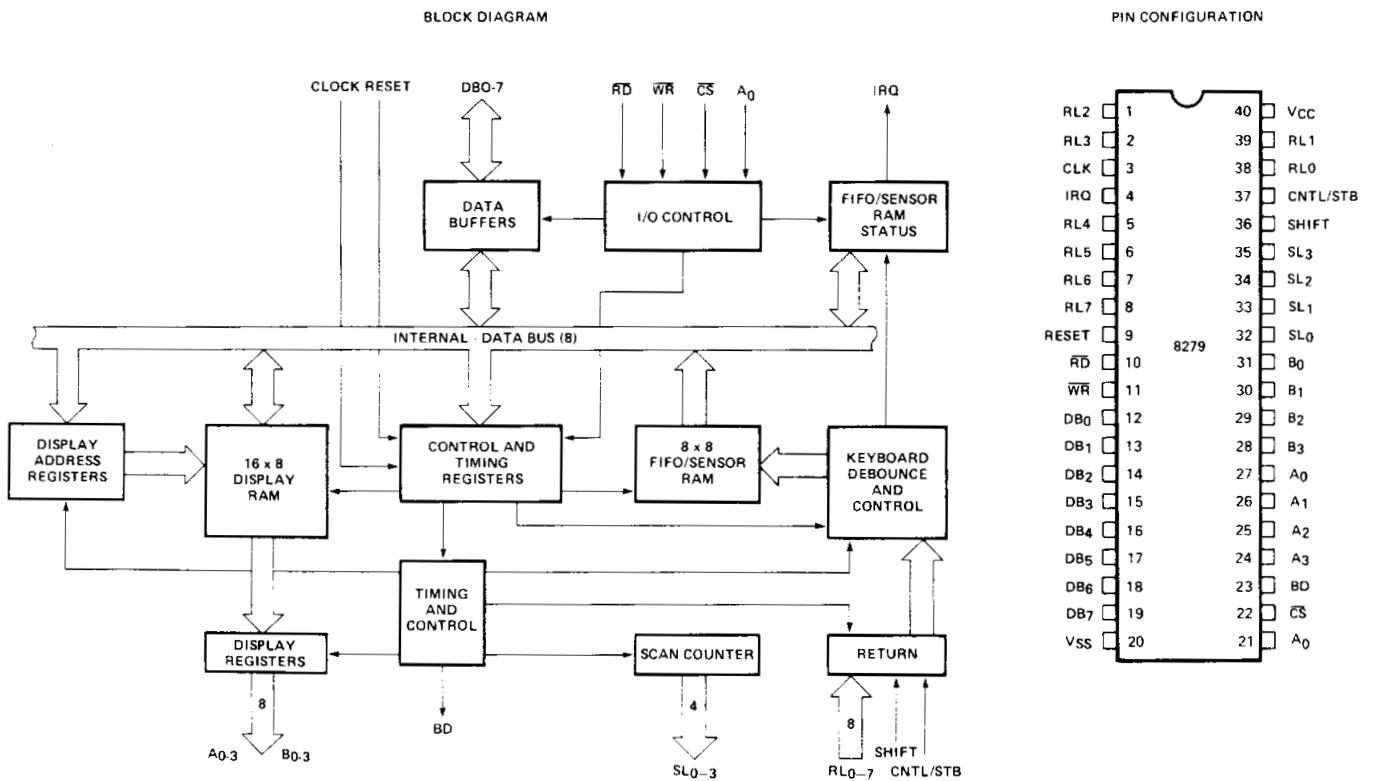 BLOCK DIAGRAM
PIN CONFIGURATION
CLOCK RESET
DB0-7
RD
WR
CS
A0
IRQ
DATA
BUFFERS
I/O CONTROL
FIFO/SENSOR
RAM
STATUS
INTERNAL DATA BUS (8)
DISPLAY
ADDRESS
REGISTERS
16 x 8
DISPLAY
RAM
CONTROL AND
TIMING
REGISTERS
8 x 8
FIFO/SENSOR
RAM
KEYBOARD
DEBOUNCE
AND
CONTROL
TIMING
AND
CONTROL
DISPLAY
REGISTERS
SCAN COUNTER
RETURN
8
4
8
A0-3
B0-3
BD
SL0-3
RL0-7
SHIFT
CNTL/STB
RL2 1 40 VCC
RL3 2 39 RL1
CLK 3 38 RL0
IRQ 4 37 CNTL/STB
RL4 5 36 SHIFT
RL5 6 35 SL3
RL6 7 34 SL2
RL7 8 33 SL1
RESET 9 32 SL0
8279
RD 10 31 B0
WR 11 30 B1
DB0 12 29 B2
DB1 13 28 B3
DB2 14 27 A0
DB3 15 26 A1
DB4 16 25 A2
DB5 17 24 A3
DB6 18 23 BD
DB7 19 22 CS
VSS 20 21 A0